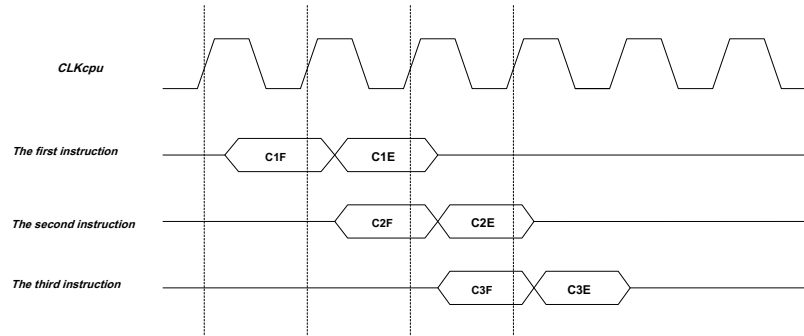 CLKcpu
The first instruction
C1F
C1E
The second instruction
C2F
C2E
The third instruction
C3F
C3E